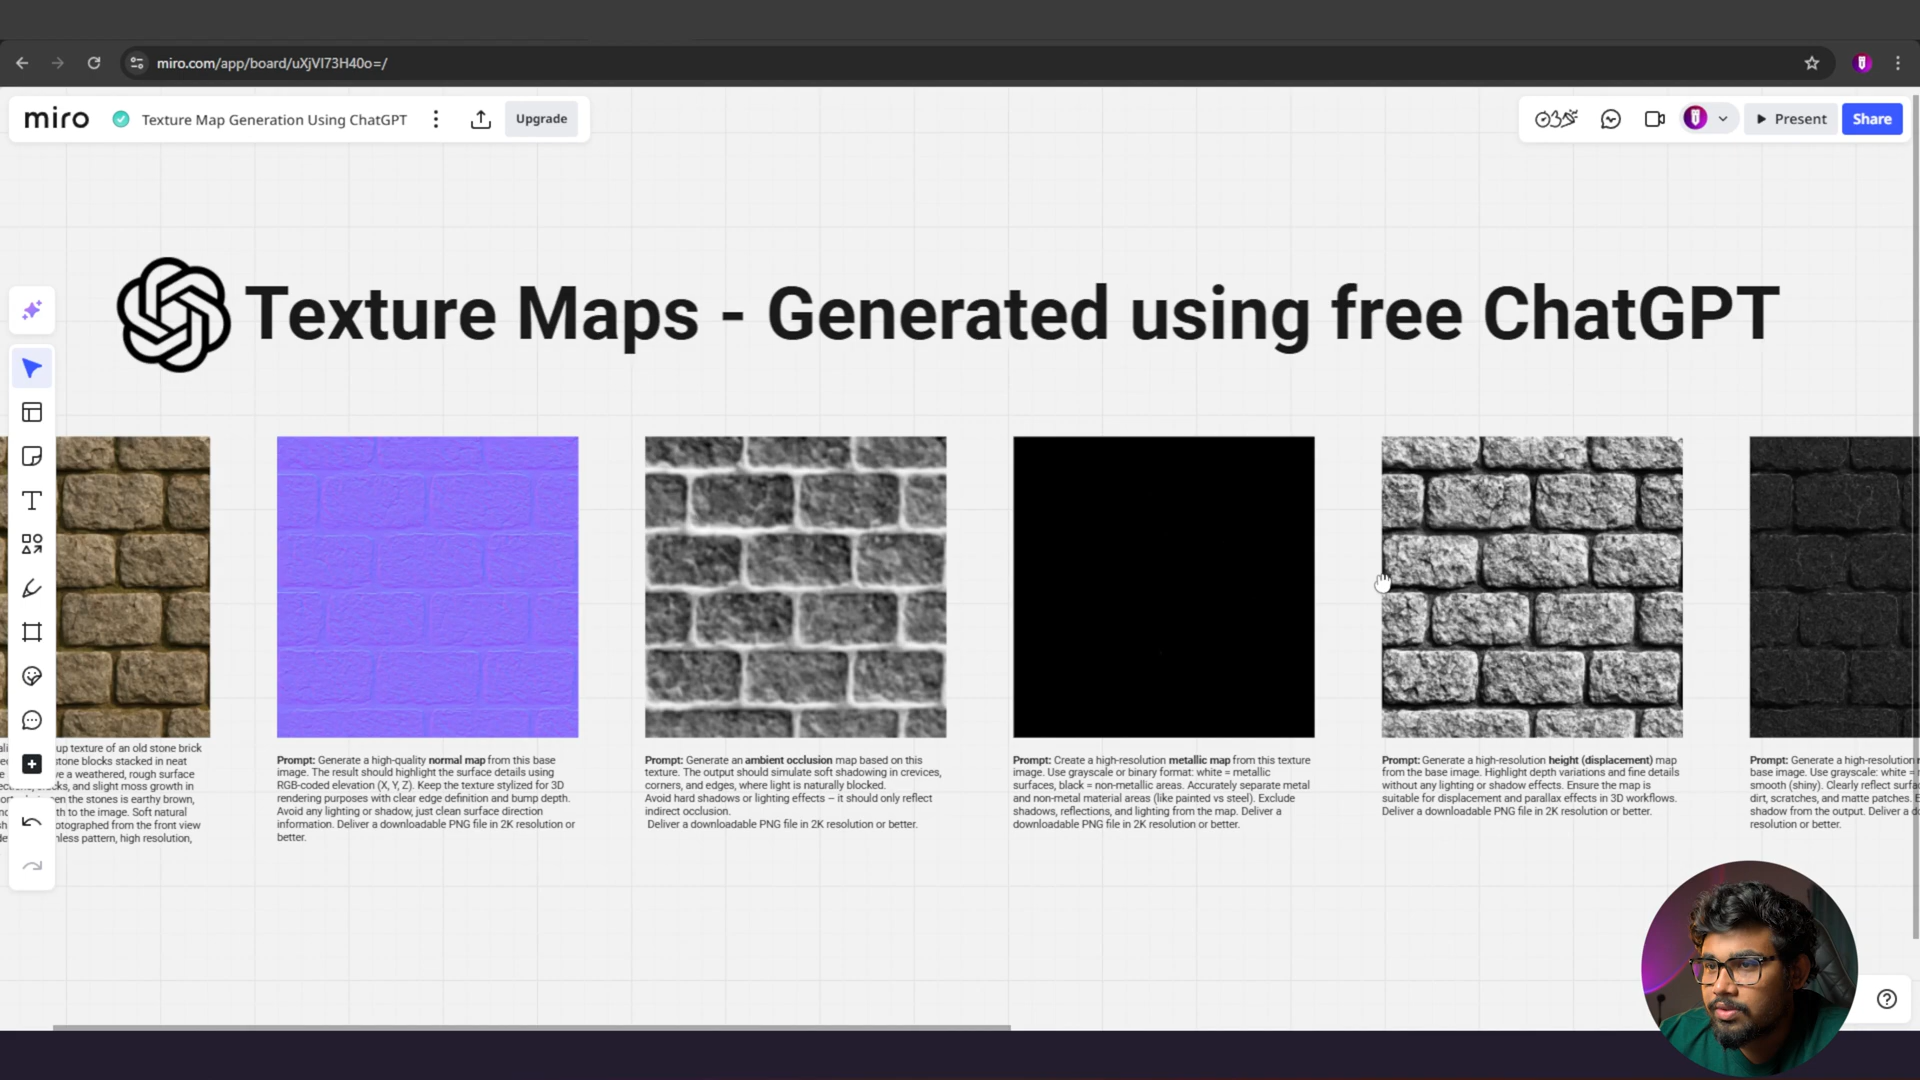 miro.com/app/board/uXjVI73H40o=/
miro
Texture Map Generation Using ChatGPT
Upgrade
Present
Share
Texture Maps - Generated using free ChatGPT
up texture of an old stone brick
stone blocks stacked in neat
a weathered, rough surface
and slight moss growth in
the stones is earthy brown,
to the image. Soft natural
photographed from the front view
pattern, high resolution,
Prompt: Generate a high-quality normal map from this base
image. The result should highlight the surface details using
RGB-coded elevation (X, Y, Z). Keep the texture stylized for 3D
rendering purposes with clear edge definition and bump depth.
Avoid any lighting or shadow, just clean surface direction
information. Deliver a downloadable PNG file in 2K resolution or
better.
Prompt: Generate an ambient occlusion map based on this
texture. The output should simulate soft shadowing in crevices,
corners, and edges, where light is naturally blocked.
Avoid hard shadows or lighting effects – it should only reflect
indirect occlusion.
Deliver a downloadable PNG file in 2K resolution or better.
Prompt: Create a high-resolution metallic map from this texture
image. Use grayscale or binary format: white = metallic
surfaces, black = non-metallic areas. Accurately separate metal
and non-metal material areas (like painted vs steel). Exclude
shadows, reflections, and lighting from the map. Deliver a
downloadable PNG file in 2K resolution or better.
Prompt: Generate a high-resolution height (displacement) map
from the base image. Highlight depth variations and fine details
without any lighting or shadow effects. Ensure the map is
suitable for displacement and parallax effects in 3D workflows.
Deliver a downloadable PNG file in 2K resolution or better.
Prompt: Generate a high-resolution
base image. Use grayscale: white =
smooth (shiny). Clearly reflect
dirt, scratches, and matte patches.
shadow from the output. Deliver a
resolution or better.